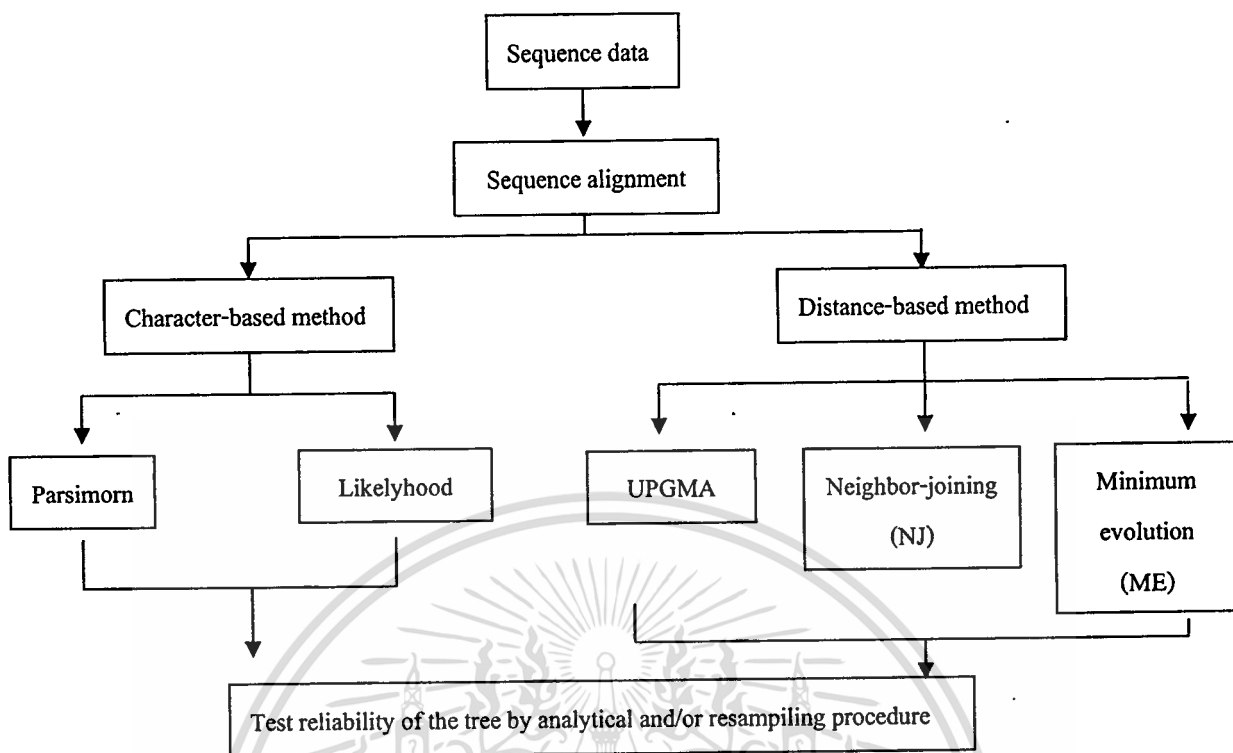 Sequence data
Sequence alignment
Character-based method
Distance-based method
Parsimorn
Likelyhood
UPGMA
Neighbor-joining
(NJ)
Minimum
evolution
(ME)
Test reliability of the tree by analytical and/or resampiling procedure